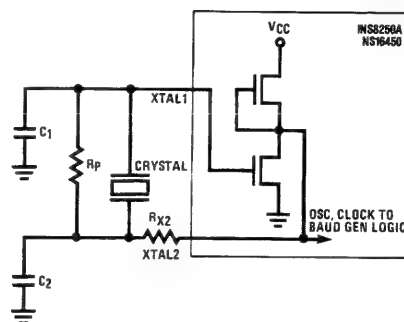 INS8250A
NS16450
VCC
XTAL1
C1
RP
CRYSTAL
RX2
XTAL2
OSC, CLOCK TO
BAUD GEN LOGIC
C2